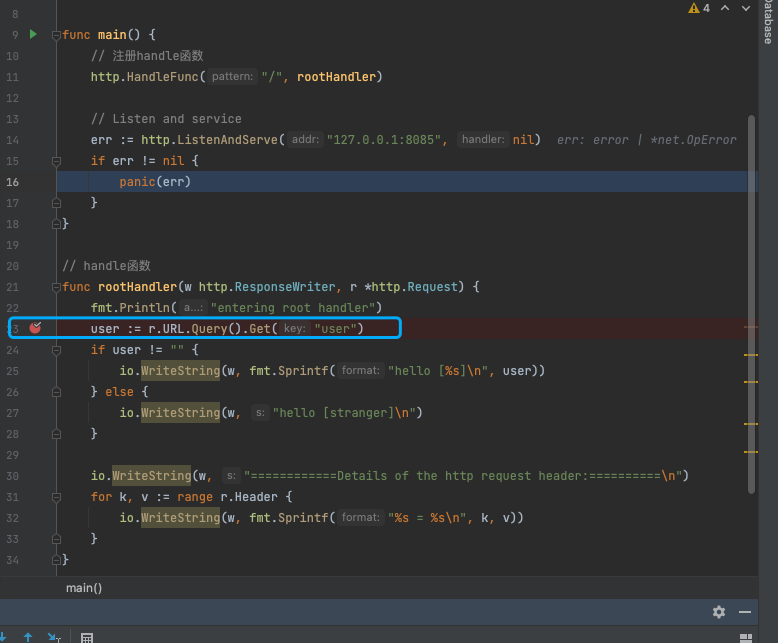 8
9 func main() {
10 // 注册handle函数
11 http.HandleFunc( pattern: "/", rootHandler)
12
13 // Listen and service
14 err := http.ListenAndServe( addr: "127.0.0.1:8085", handler: nil) err: error | *net.OpError
15 if err != nil {
16 panic(err)
17 }
18 }
19
20 // handle函数
21 func rootHandler(w http.ResponseWriter, r *http.Request) {
22 fmt.Println( a...: "entering root handler")
23 user := r.URL.Query().Get( key: "user")
24 if user != "" {
25 io.WriteString(w, fmt.Sprintf( format: "hello [%s]\n", user))
26 } else {
27 io.WriteString(w, s: "hello [stranger]\n")
28 }
29
30 io.WriteString(w, s: "============Details of the http request header:==========\n")
31 for k, v := range r.Header {
32 io.WriteString(w, fmt.Sprintf( format: "%s = %s\n", k, v))
33 }
34 }
main()
4
Database